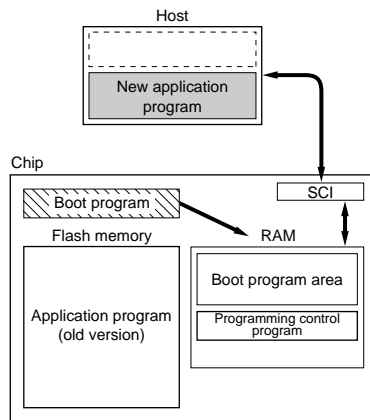 Host
New application
program
Chip
SCI
Boot program
Flash memory
RAM
Boot program area
Application program
(old version)
Programming control
program